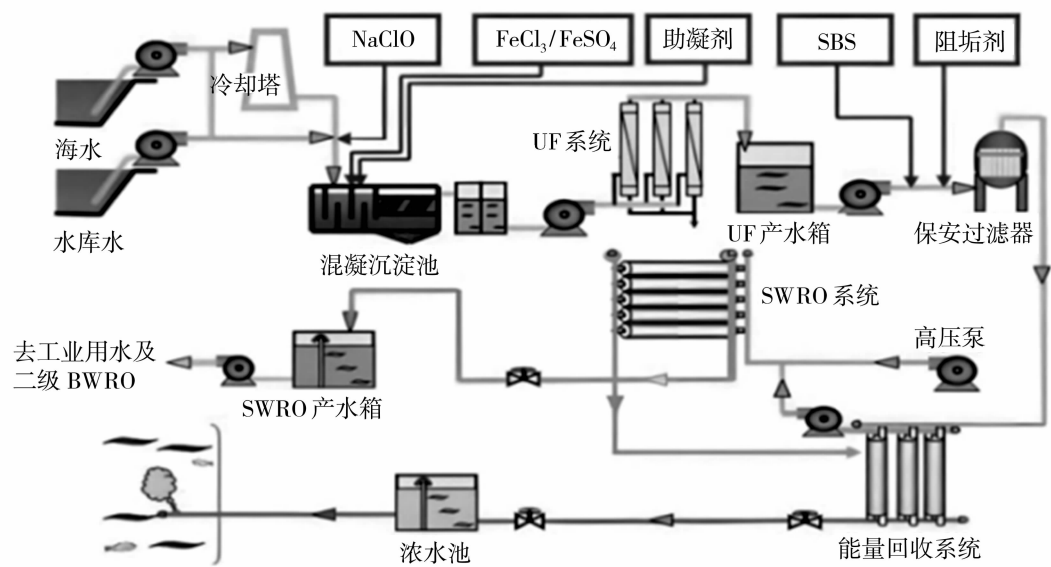 NaClO
FeCl₃/FeSO₄
助凝剂
SBS
阻垢剂
冷却塔
海水
UF系统
水库水
混凝沉淀池
UF产水箱
保安过滤器
SWRO系统
高压泵
去工业用水及
二级BWRO
SWRO产水箱
浓水池
能量回收系统